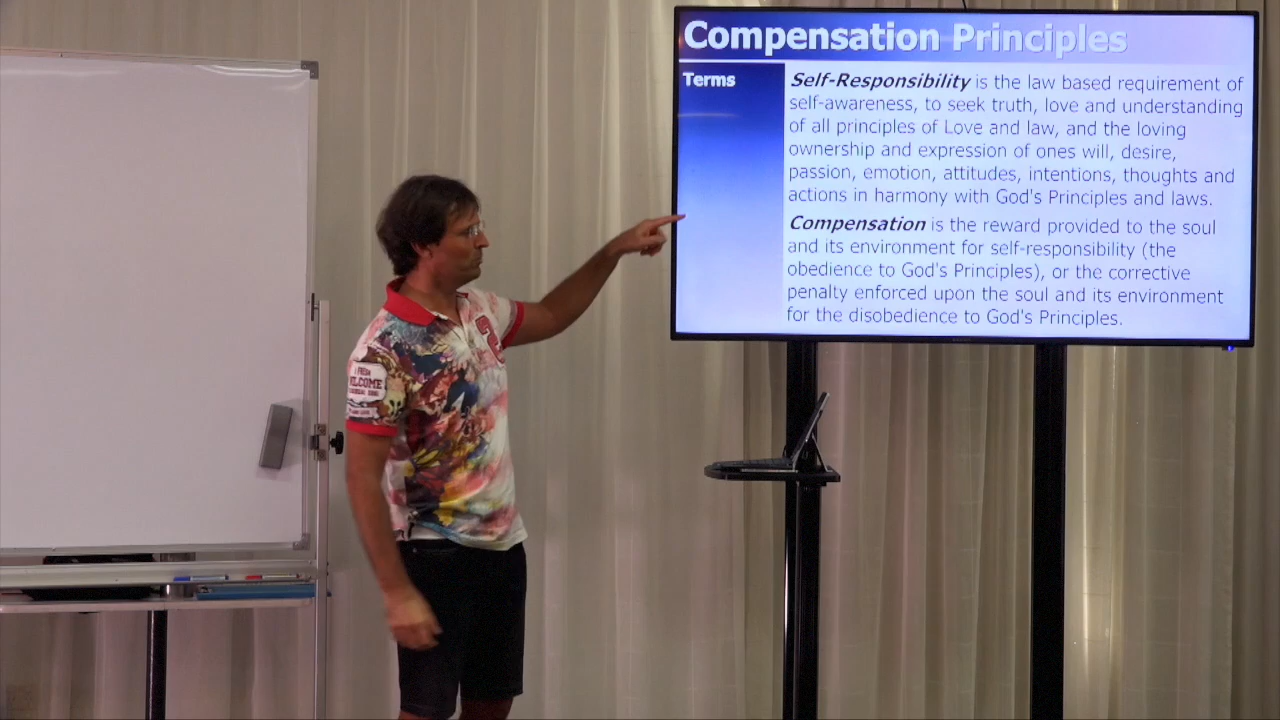 Compensation Principles
Terms
Self-Responsibility is the law based requirement of
self-awareness, to seek truth, love and understanding
of all principles of Love and law, and the loving
ownership and expression of ones will, desire,
passion, emotion, attitudes, intentions, thoughts and
actions in harmony with God's Principles and laws.
Compensation is the reward provided to the soul
and its environment for self-responsibility (the
obedience to God's Principles), or the corrective
penalty enforced upon the soul and its environment
for the disobedience to God's Principles.
2
WELCOME